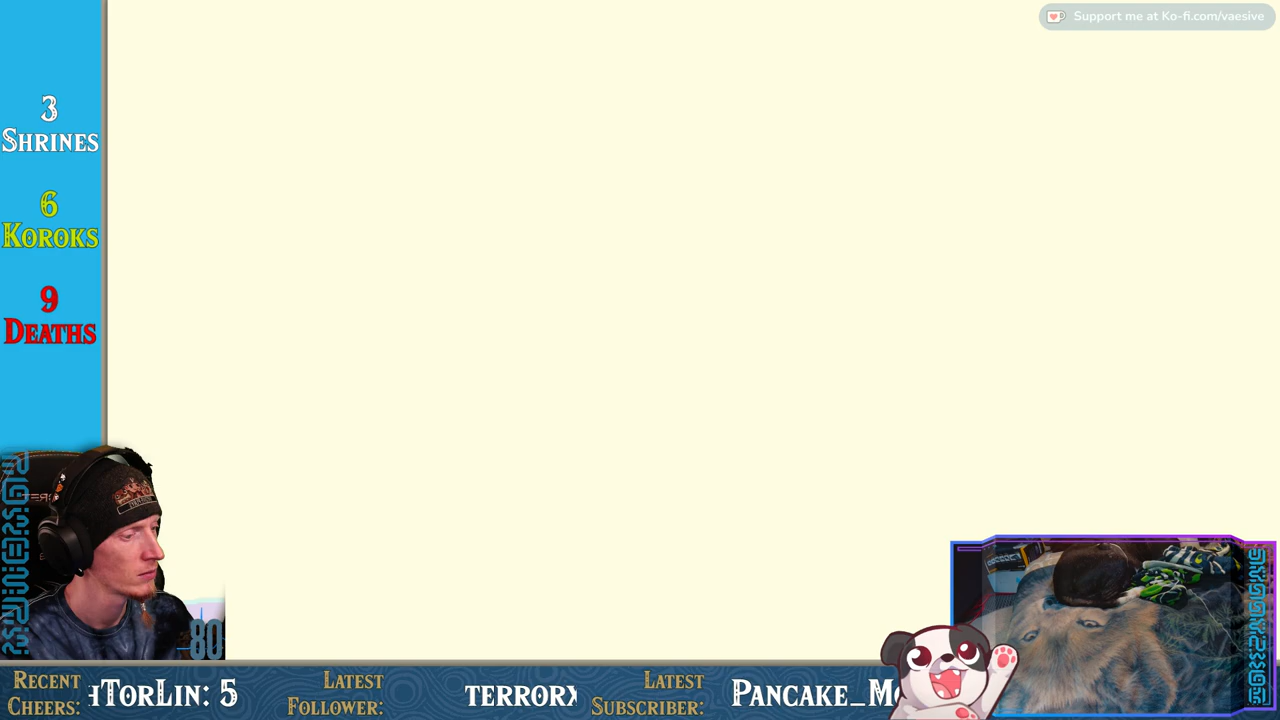 Support me at Ko-fi.com/vaesive
3
Shrines
6
Koroks
9
Deaths
80
Recent Cheers:
TorLin: 5
Latest Follower:
terrorx
Latest Subscriber:
Pancake_M